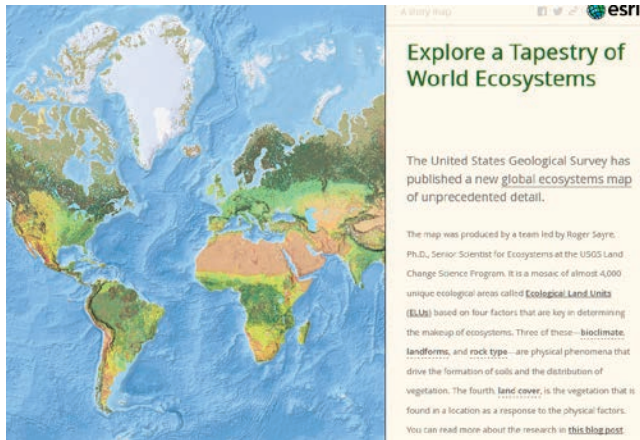 A story map
esri
Explore a Tapestry of
World Ecosystems
The United States Geological Survey has
published a new global ecosystems map
of unprecedented detail.
The map was produced by a team led by Roger Sayre,
Ph.D., Senior Scientist for Ecosystems at the USGS Land
Change Science Program. It is a mosaic of almost 4,000
unique ecological areas called Ecological Land Units
(ELUs) based on four factors that are key in determining
the makeup of ecosystems. Three of these—bioclimate,
landforms, and rock type—are physical phenomena that
drive the formation of soils and the distribution of
vegetation. The fourth, land cover, is the vegetation that is
found in a location as a response to the physical factors.
You can read more about the research in this blog post.